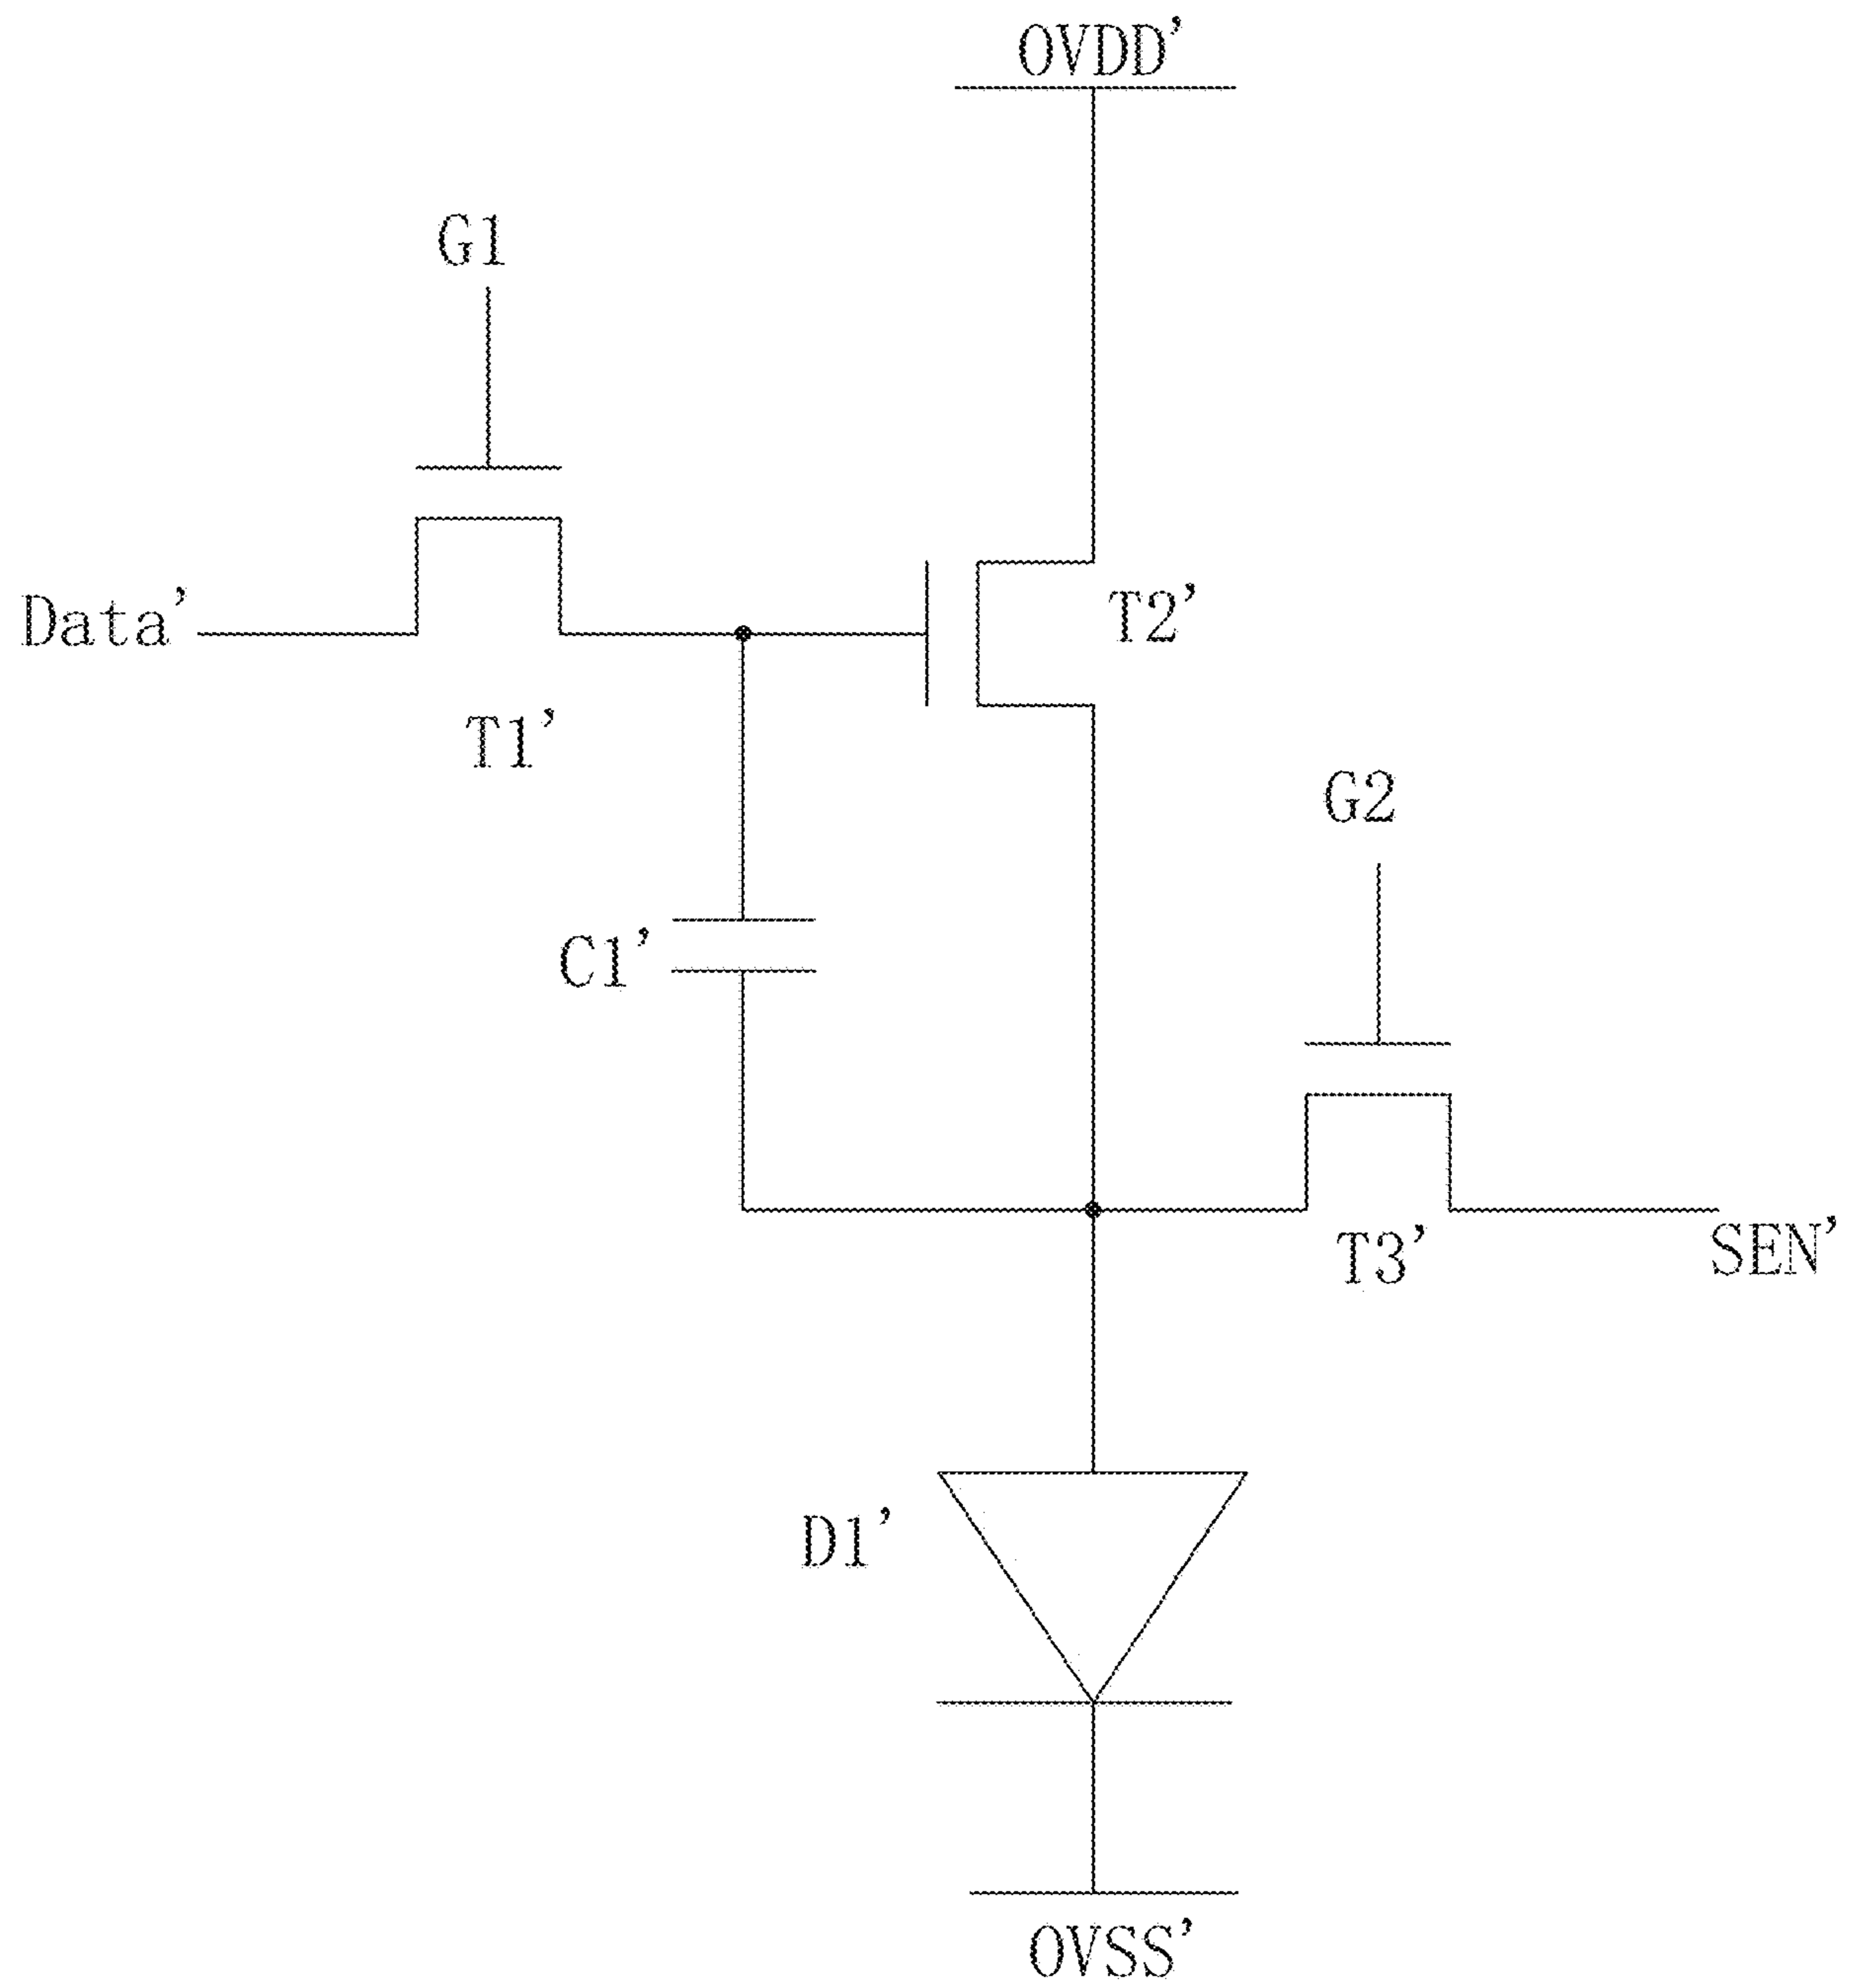 OVDD'
G1
Data'
T2'
T1'
G2
C1'
SEN'
T3'
D1'
OVSS'